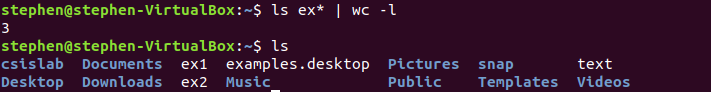 stephen@stephen-VirtualBox:~$ ls ex* | wc -l
3
stephen@stephen-VirtualBox:~$ ls
csislab  Documents  ex1  examples.desktop  Pictures  snap       text
Desktop  Downloads  ex2  Music             Public    Templates  Videos